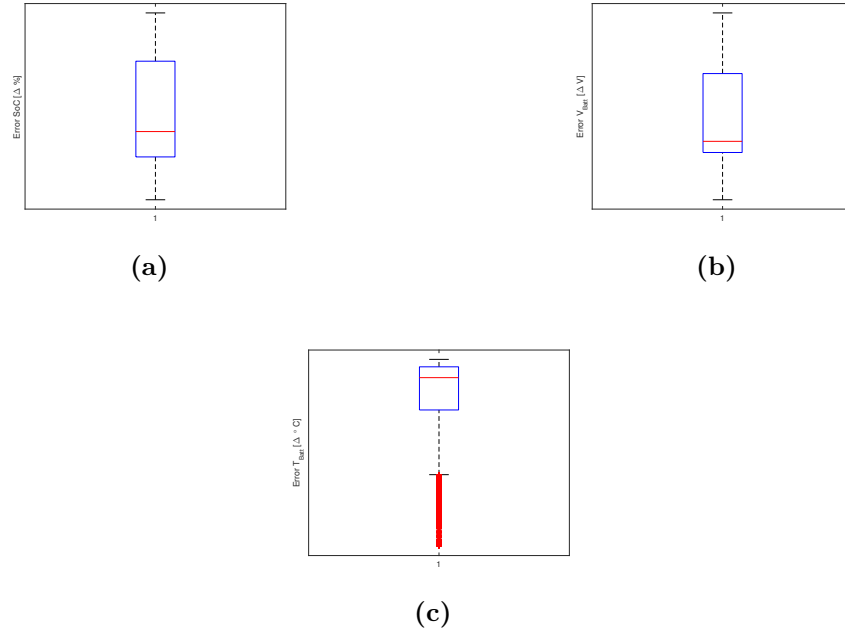 Error SoC [Δ %]
1
(a)
Error V_Batt [Δ V]
1
(b)
Error T_Batt [Δ ° C]
1
(c)